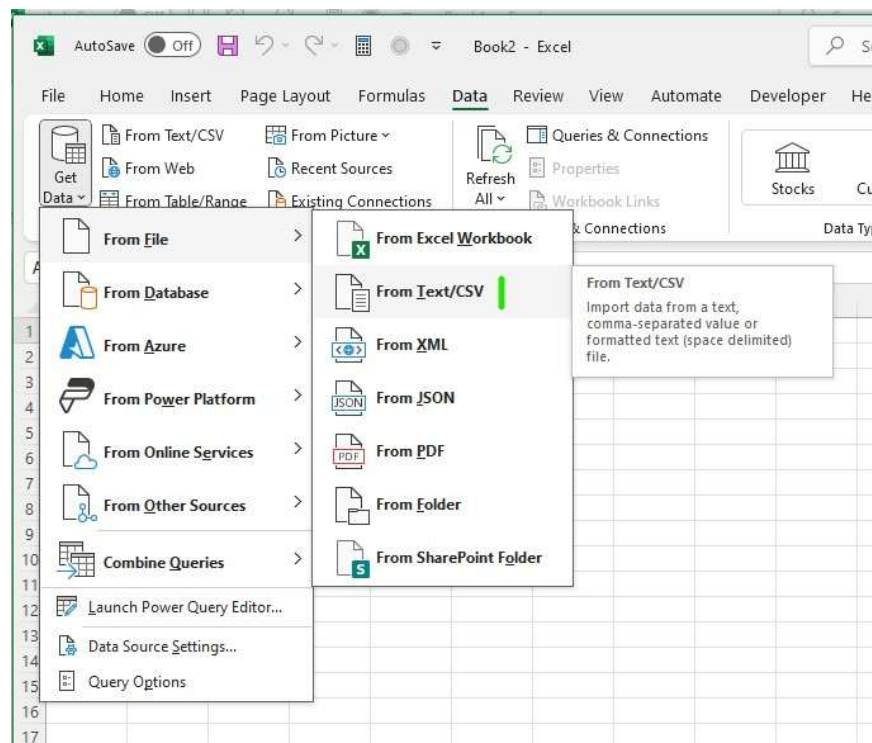 AutoSave Off Book2 - Excel
File Home Insert Page Layout Formulas Data Review View Automate Developer He
From Text/CSV From Picture Queries & Connections
From Web Recent Sources Properties
Get Data From Table/Range Existing Connections Refresh All Workbook Links
Stocks Cu
& Connections Data Ty
From File
From Database
From Azure
From Power Platform
From Online Services
From Other Sources
Combine Queries
Launch Power Query Editor...
Data Source Settings...
Query Options
From Excel Workbook
From Text/CSV
From XML
JSON From JSON
PDF From PDF
From Folder
From SharePoint Folder
From Text/CSV
Import data from a text,
comma-separated value or
formatted text (space delimited)
file.
1
2
3
4
5
6
7
8
9
10
11
12
13
14
15
16
17